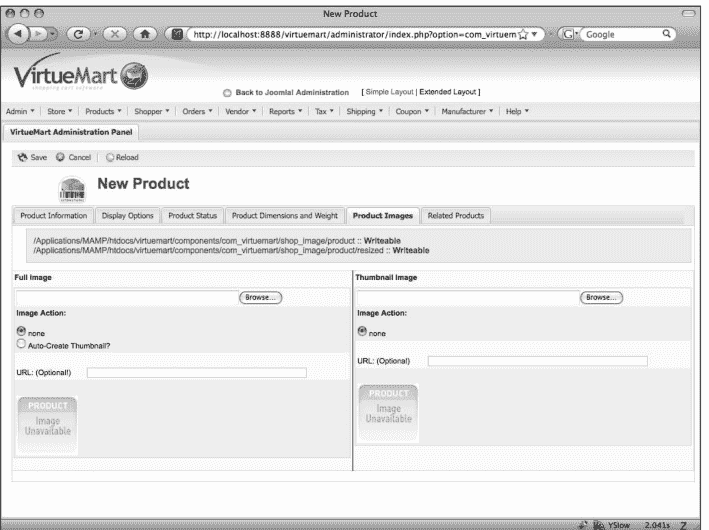 New Product
http://localhost:8888/virtuemart/administrator/index.php?option=com_virtuem
G Google
VirtueMart
shopping cart software
Back to Joomla! Administration [ Simple Layout | Extended Layout ]
Admin Store Products Shopper Orders Vendor Reports Tax Shipping Coupon Manufacturer Help
VirtueMart Administration Panel
Save Cancel Reload
New Product
Product Information Display Options Product Status Product Dimensions and Weight Product Images Related Products
/Applications/MAMP/htdocs/virtuemart/components/com_virtuemart/shop_image/product :: Writeable
/Applications/MAMP/htdocs/virtuemart/components/com_virtuemart/shop_image/product/resized :: Writeable
Full Image
Browse...
Image Action:
none
Auto-Create Thumbnail?
URL: (Optional!)
PRODUCT
Image
Unavailable
Thumbnail Image
Browse...
Image Action:
none
URL: (Optional!)
PRODUCT
Image
Unavailable
YSlow 2.041s Z